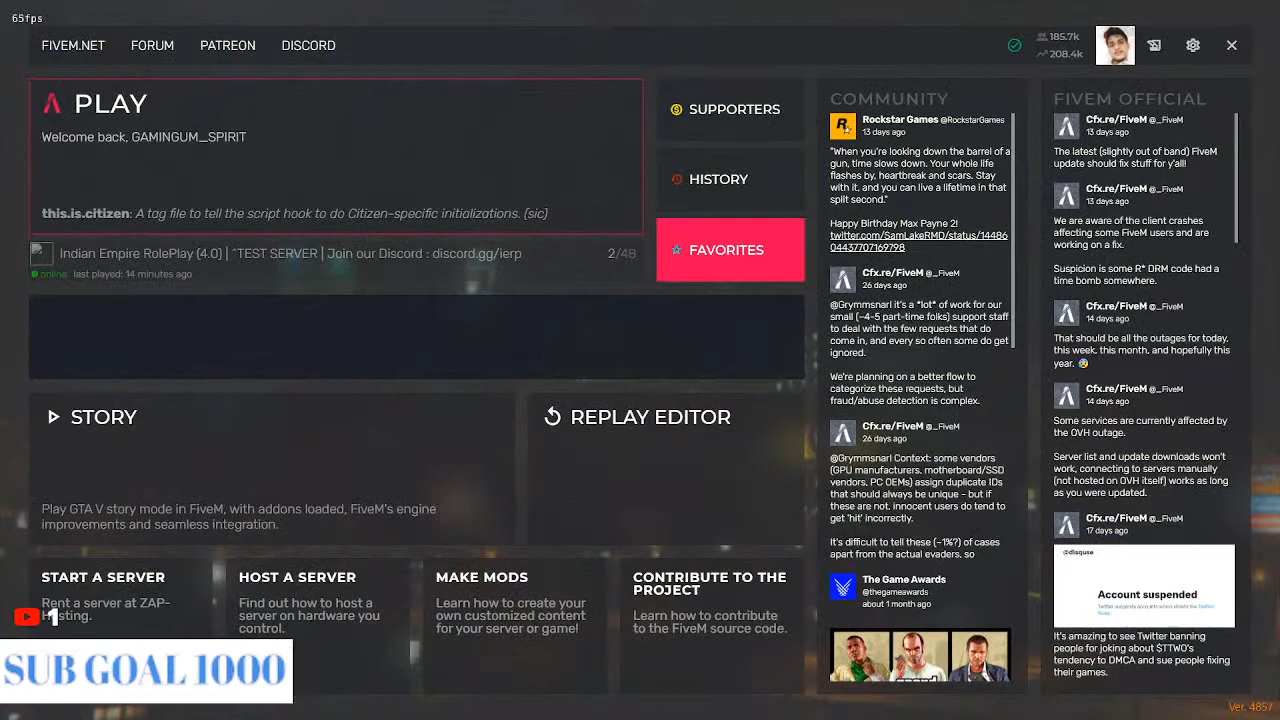 65fps
FIVEM.NET
FORUM
PATREON
DISCORD
185.7k
208.4k
PLAY
Welcome back, GAMINGUM_SPIRIT
this.is.citizen: A tag file to tell the script hook to do Citizen-specific initializations. (sic)
Indian Empire RolePlay (4.0) | ^TEST SERVER | Join our Discord : discord.gg/ierp
2/48
online
last played: 14 minutes ago
SUPPORTERS
HISTORY
FAVORITES
STORY
Play GTA V story mode in FiveM, with addons loaded, FiveM's engine
improvements and seamless integration.
REPLAY EDITOR
START A SERVER
Rent a server at ZAP-
Hosting.
HOST A SERVER
Find out how to host a
server on hardware you
control.
MAKE MODS
Learn how to create your
own customized content
for your server or game!
CONTRIBUTE TO THE
PROJECT
Learn how to contribute
to the FiveM source code.
1
SUB GOAL 1000
COMMUNITY
Rockstar Games @RockstarGames
13 days ago
"When you're looking down the barrel of a
gun, time slows down. Your whole life
flashes by, heartbreak and scars. Stay
with it, and you can live a lifetime in that
split second."
Happy Birthday Max Payne 2!
twitter.com/SamLakeRMD/status/14486
04437707169798
Cfx.re/FiveM @_FiveM
26 days ago
@Grymmsnarl it's a *lot* of work for our
small (~4-5 part-time folks) support staff
to deal with the few requests that do
come in, and every so often some do get
ignored.
We're planning on a better flow to
categorize these requests, but
fraud/abuse detection is complex.
Cfx.re/FiveM @_FiveM
26 days ago
@Grymmsnarl Context: some vendors
(GPU manufacturers, motherboard/SSD
vendors, PC OEMs) assign duplicate IDs
that should always be unique - but if
these are not, innocent users do tend to
get 'hit' incorrectly.
It's difficult to tell these (~1%?) of cases
apart from the actual evaders, so
The Game Awards
@thegameawards
about 1 month ago
FIVEM OFFICIAL
Cfx.re/FiveM @_FiveM
13 days ago
The latest (slightly out of band) FiveM
update should fix stuff for y'all!
Cfx.re/FiveM @_FiveM
13 days ago
We are aware of the client crashes
affecting some FiveM users and are
working on a fix.
Suspicion is some R* DRM code had a
time bomb somewhere.
Cfx.re/FiveM @_FiveM
14 days ago
That should be all the outages for today,
this week, this month, and hopefully this
year. 😰
Cfx.re/FiveM @_FiveM
14 days ago
Some services are currently affected by
the OVH outage.
Server list and update downloads won't
work, connecting to servers manually
(not hosted on OVH itself) works as long
as you were updated.
Cfx.re/FiveM @_FiveM
17 days ago
@disquse
Account suspended
Twitter suspends accounts which violate the Twitter
Rules
It's amazing to see Twitter banning
people for joking about $TTWO's
tendency to DMCA and sue people fixing
their games.
Ver. 4857